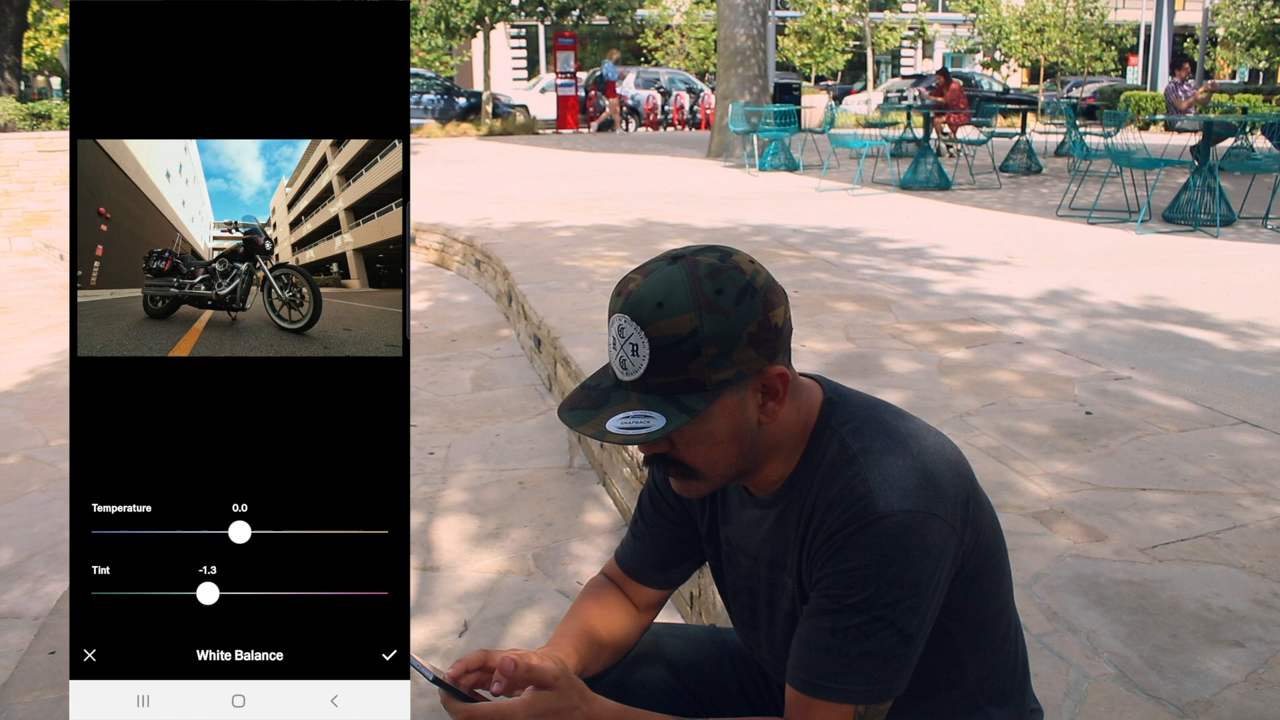 Temperature
0.0
Tint
-1.3
White Balance
C
R R
C
SNAPBACK